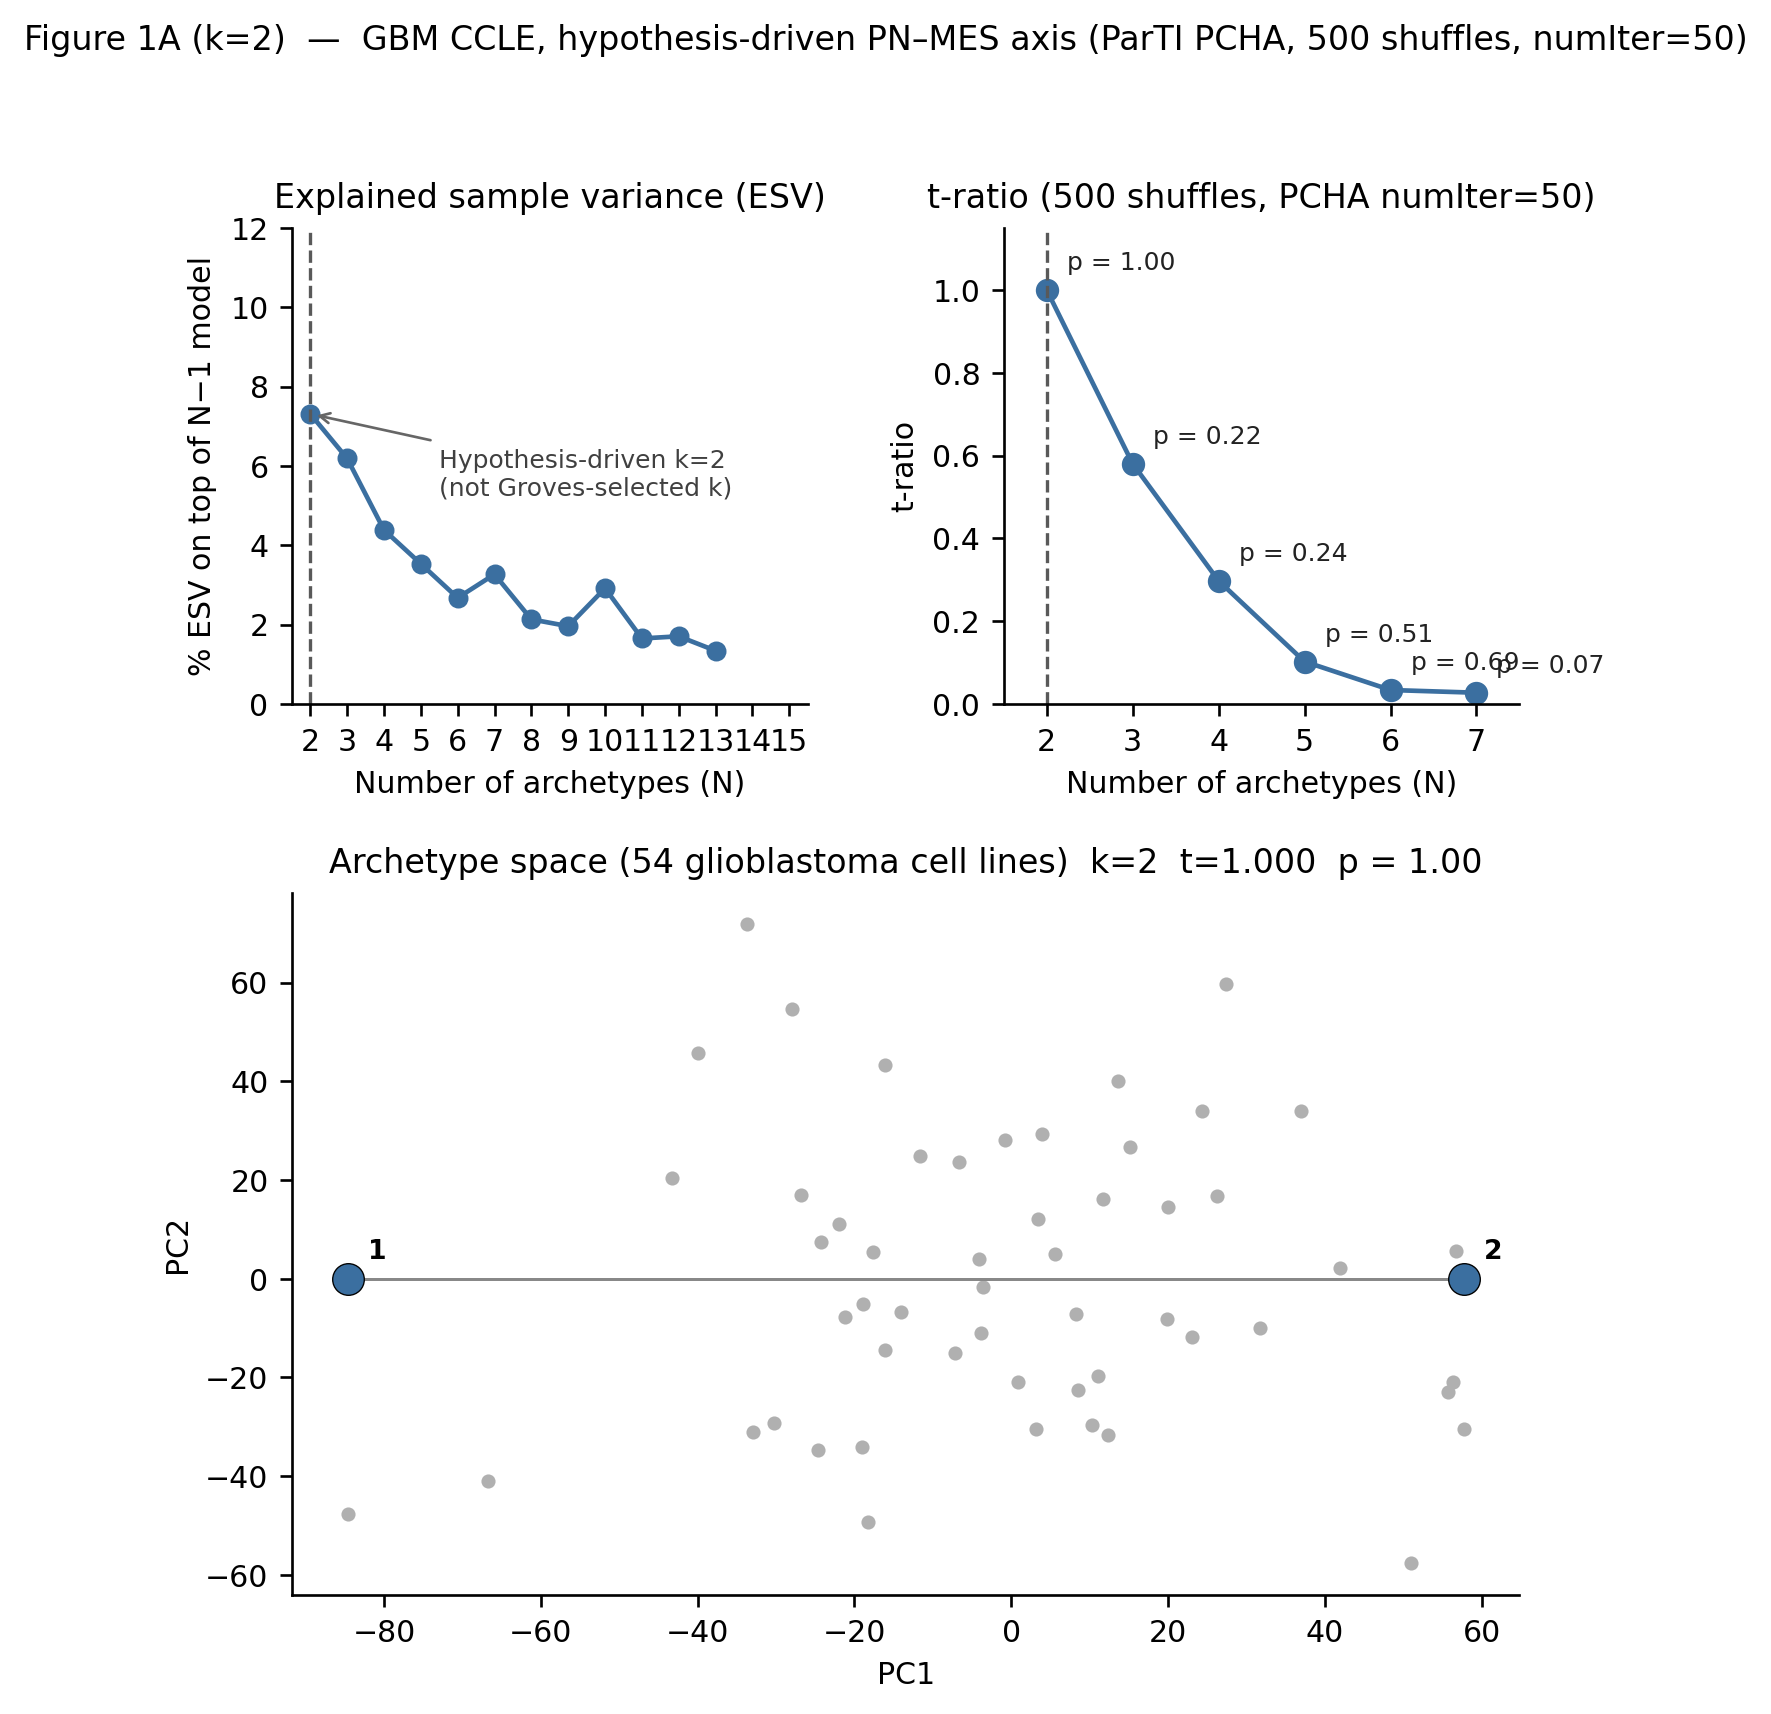 Figure 1A (k=2) — GBM CCLE, hypothesis-driven PN–MES axis (ParTI PCHA, 500 shuffles, numIter=50)
Explained sample variance (ESV)
% ESV on top of N−1 model
12
10
8
6
4
2
0
Hypothesis-driven k=2
(not Groves-selected k)
2 3 4 5 6 7 8 9 10 11 12 13 14 15
Number of archetypes (N)
t-ratio (500 shuffles, PCHA numIter=50)
t-ratio
1.0
0.8
0.6
0.4
0.2
0.0
p = 1.00
p = 0.22
p = 0.24
p = 0.51
p = 0.69
p = 0.07
2 3 4 5 6 7
Number of archetypes (N)
Archetype space (54 glioblastoma cell lines) k=2 t=1.000 p = 1.00
PC2
60
40
20
0
−20
−40
−60
1
2
−80 −60 −40 −20 0 20 40 60
PC1